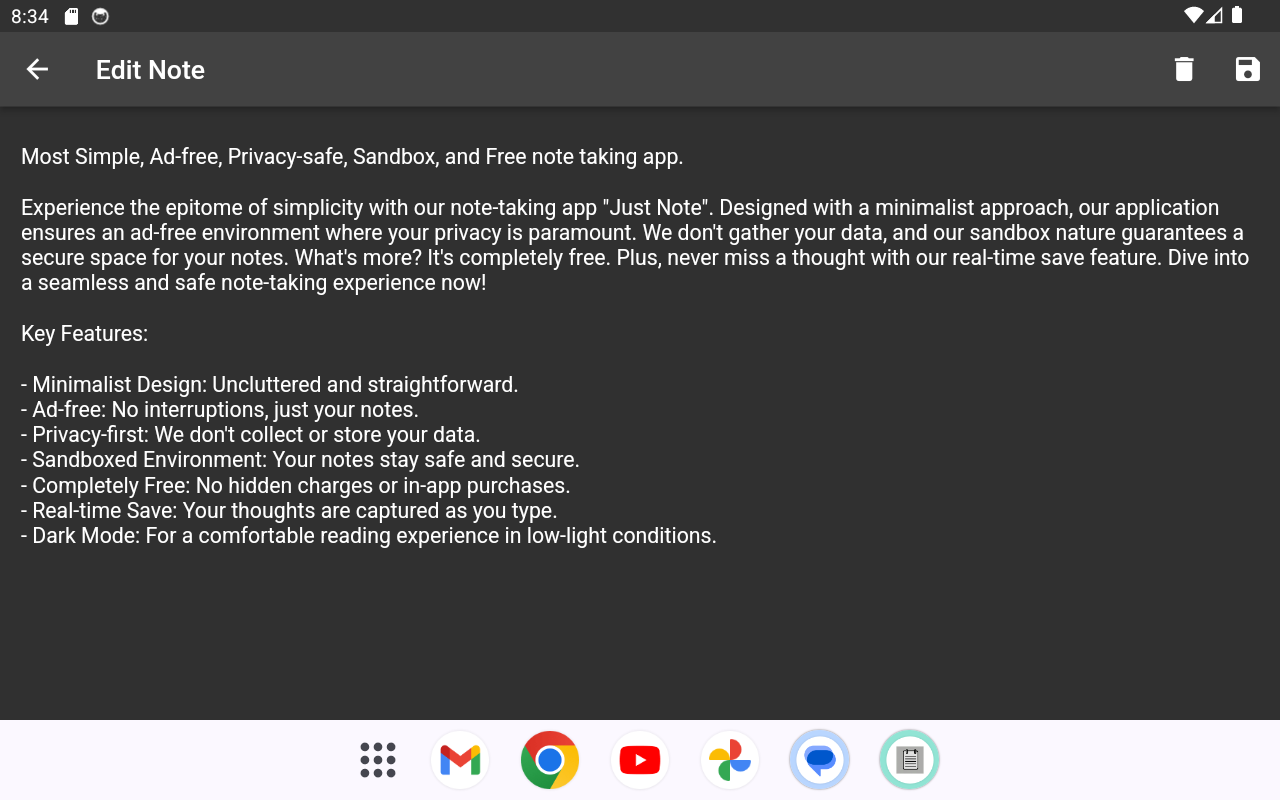 8:34
Edit Note
Most Simple, Ad-free, Privacy-safe, Sandbox, and Free note taking app.
Experience the epitome of simplicity with our note-taking app "Just Note". Designed with a minimalist approach, our application
ensures an ad-free environment where your privacy is paramount. We don't gather your data, and our sandbox nature guarantees a
secure space for your notes. What's more? It's completely free. Plus, never miss a thought with our real-time save feature. Dive into
a seamless and safe note-taking experience now!
Key Features:
- Minimalist Design: Uncluttered and straightforward.
- Ad-free: No interruptions, just your notes.
- Privacy-first: We don't collect or store your data.
- Sandboxed Environment: Your notes stay safe and secure.
- Completely Free: No hidden charges or in-app purchases.
- Real-time Save: Your thoughts are captured as you type.
- Dark Mode: For a comfortable reading experience in low-light conditions.